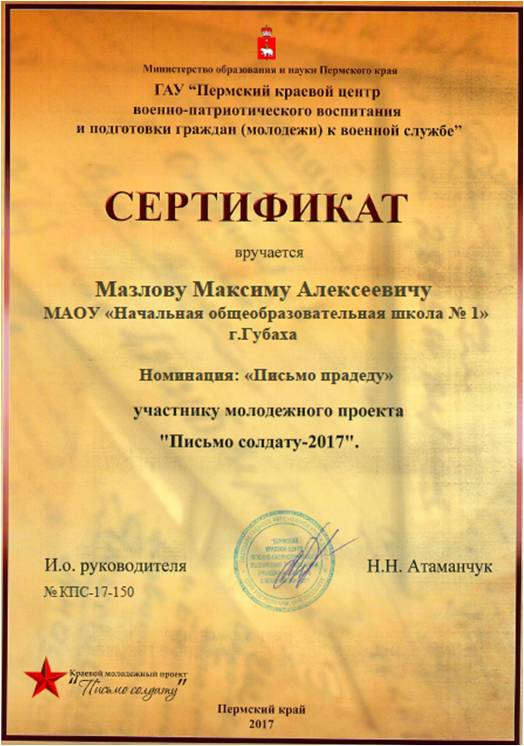 Министерство образования и науки Пермского края
ГАУ “Пермский краевой центр
военно-патриотического воспитания
и подготовки граждан (молодежи) к военной службе”
СЕРТИФИКАТ
вручается
Мазлову Максиму Алексеевичу
МАОУ «Начальная общеобразовательная школа № 1»
г.Губаха
Номинация: «Письмо прадеду»
участнику молодежного проекта
"Письмо солдату-2017".
И.о. руководителя
Н.Н. Атаманчук
№ КПС-17-150
Краевой молодежный проект
"Письмо солдату"
Пермский край
2017